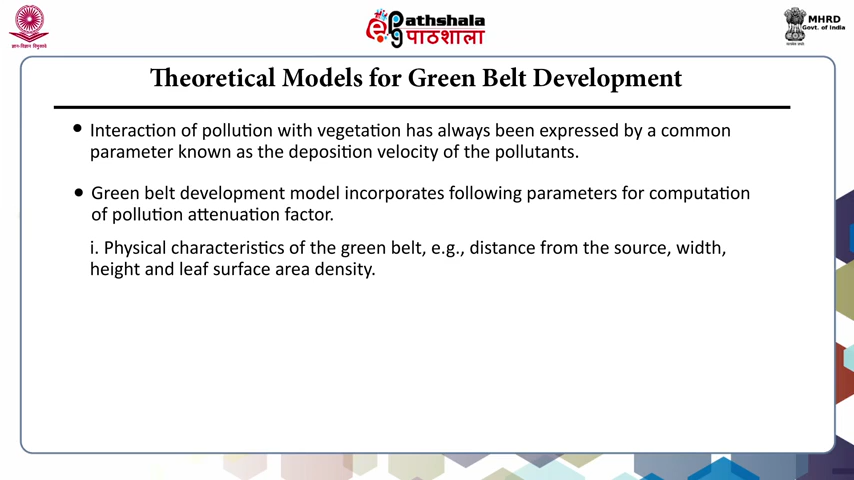 ज्ञान-विज्ञान विमुक्तये
ePathshala
पाठशाला
MHRD
Govt. of India
Theoretical Models for Green Belt Development
• Interaction of pollution with vegetation has always been expressed by a common
parameter known as the deposition velocity of the pollutants.
• Green belt development model incorporates following parameters for computation
of pollution attenuation factor.
i. Physical characteristics of the green belt, e.g., distance from the source, width,
height and leaf surface area density.